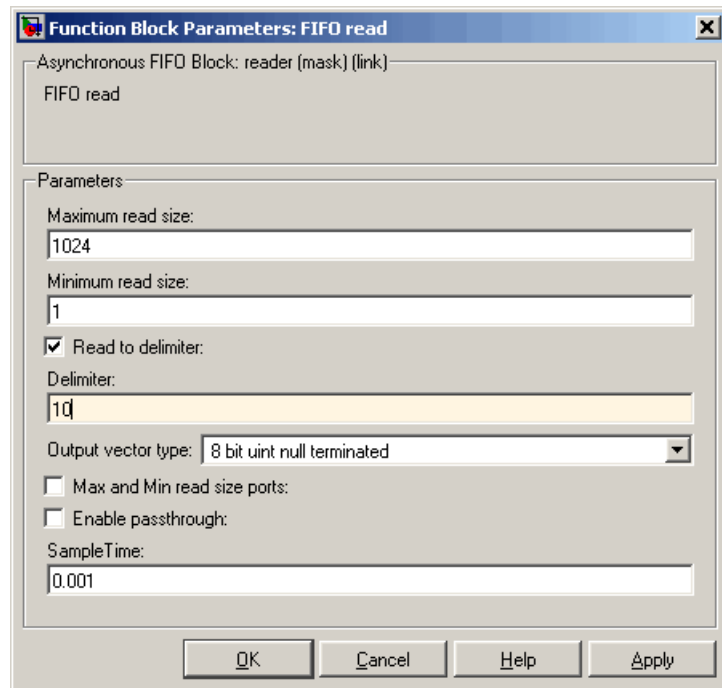 Function Block Parameters: FIFO read
Asynchronous FIFO Block: reader (mask) (link)
FIFO read
Parameters
Maximum read size:
1024
Minimum read size:
1
Read to delimiter:
Delimiter:
10
Output vector type: 8 bit uint null terminated
Max and Min read size ports:
Enable passthrough:
SampleTime:
0.001
OK Cancel Help Apply